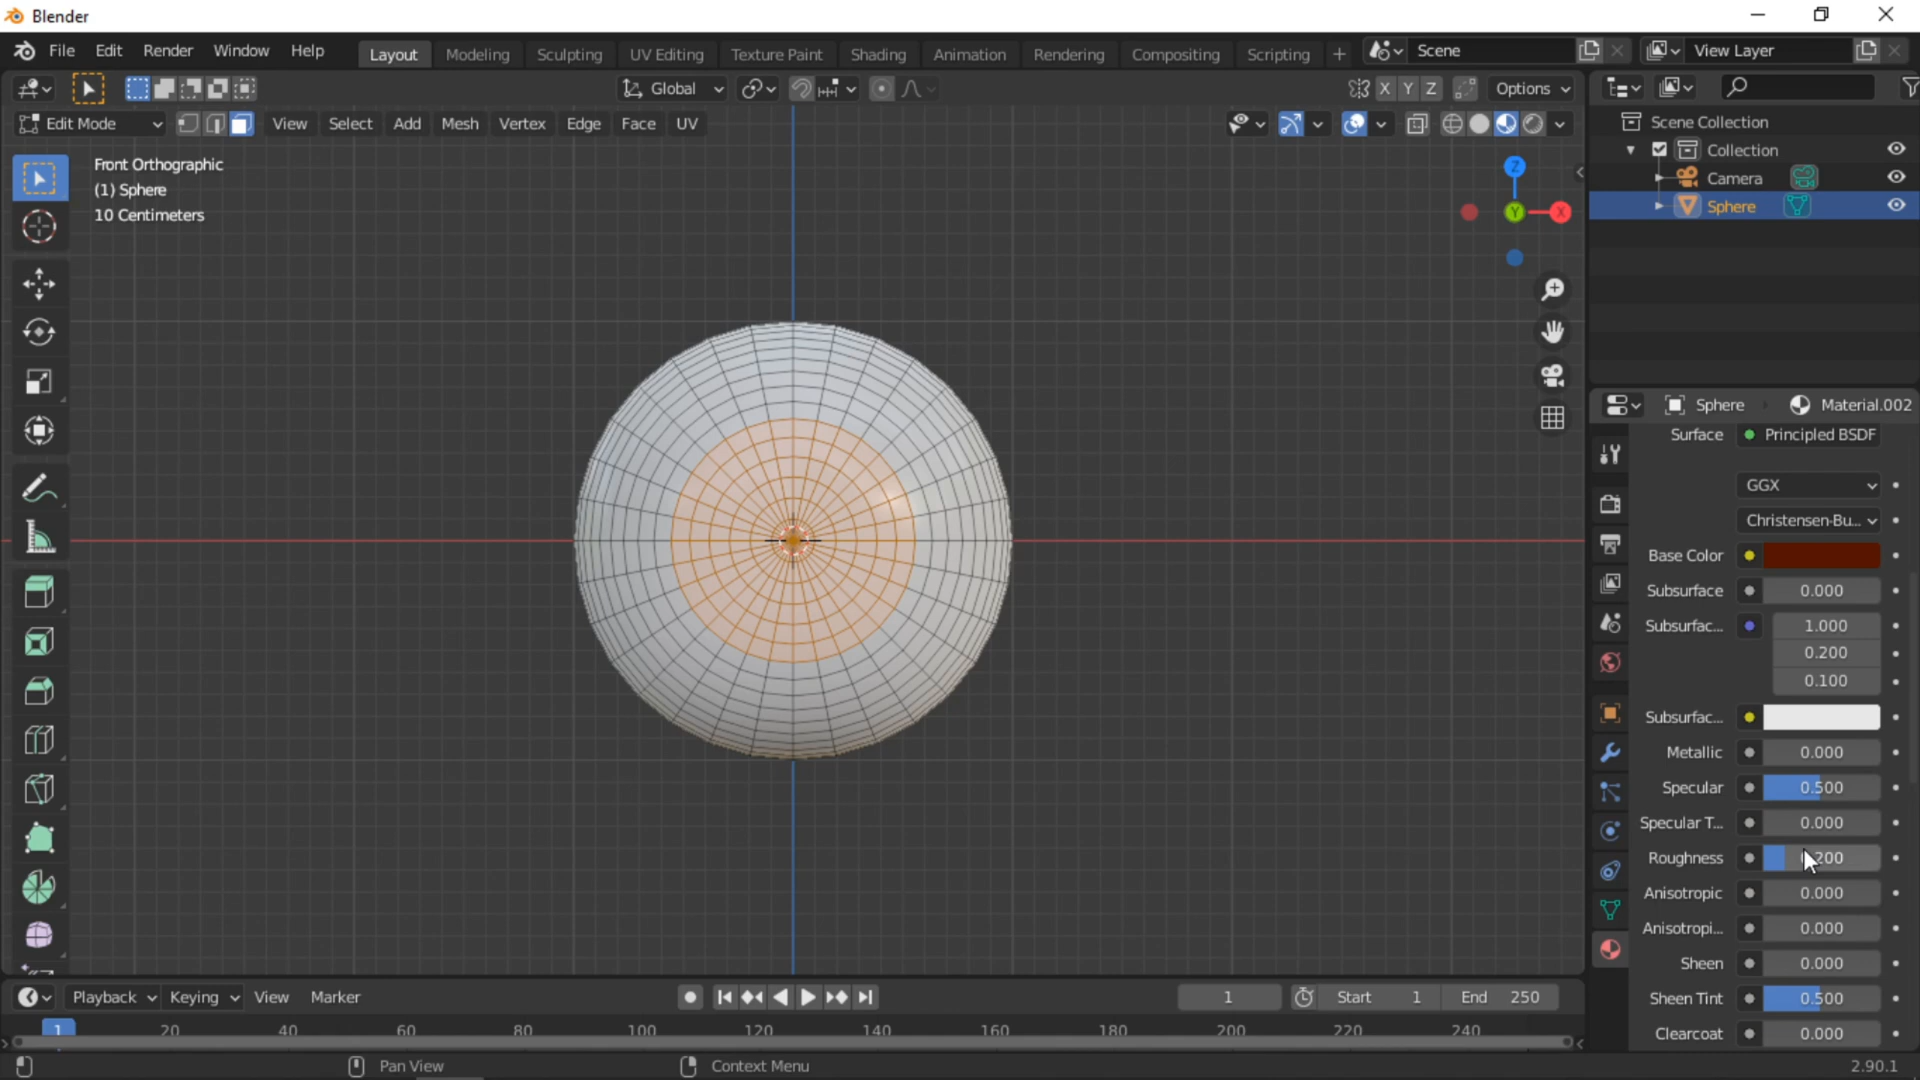 Blender
File Edit Render Window Help Layout Modeling Sculpting UV Editing Texture Paint Shading Animation Rendering Compositing Scripting + Scene View Layer
Global X Y Z Options
Edit Mode View Select Add Mesh Vertex Edge Face UV
Front Orthographic
(1) Sphere
10 Centimeters
Z
Y X
Scene Collection
Collection
Camera
Sphere
Sphere Material.002
Surface Principled BSDF
GGX
Christensen-Bu...
Base Color
Subsurface 0.000
Subsurfac... 1.000
0.200
0.100
Subsurfac...
Metallic 0.000
Specular 0.500
Specular T... 0.000
Roughness 200
Anisotropic 0.000
Anisotropi... 0.000
Sheen 0.000
Sheen Tint 0.500
Clearcoat 0.000
Playback Keying View Marker 1 Start 1 End 250
1 20 40 60 80 100 120 140 160 180 200 220 240
Pan View Context Menu 2.90.1